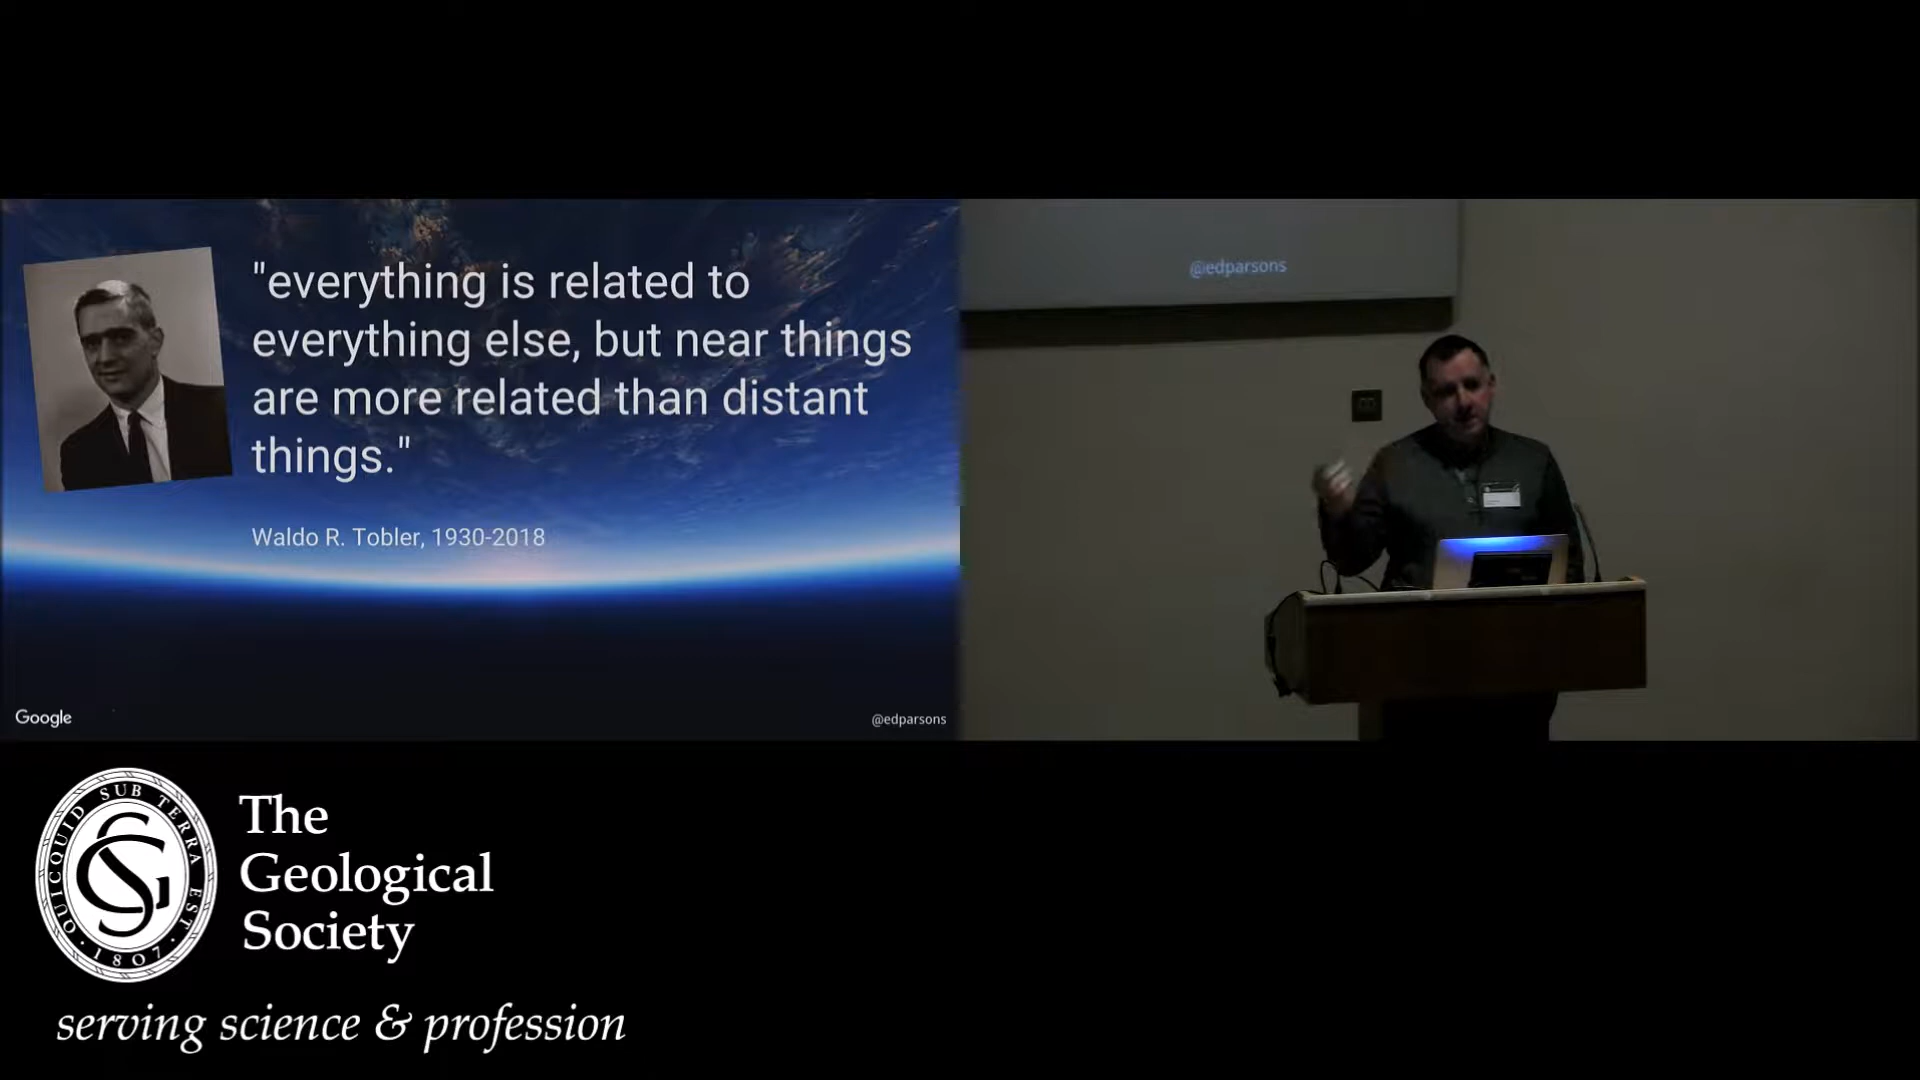 "everything is related to
everything else, but near things
are more related than distant
things."
Waldo R. Tobler, 1930-2018
Google
@edparsons
@edparsons
QUICQUID SUB TERRA EST
· 1807 ·
The
Geological
Society
serving science & profession